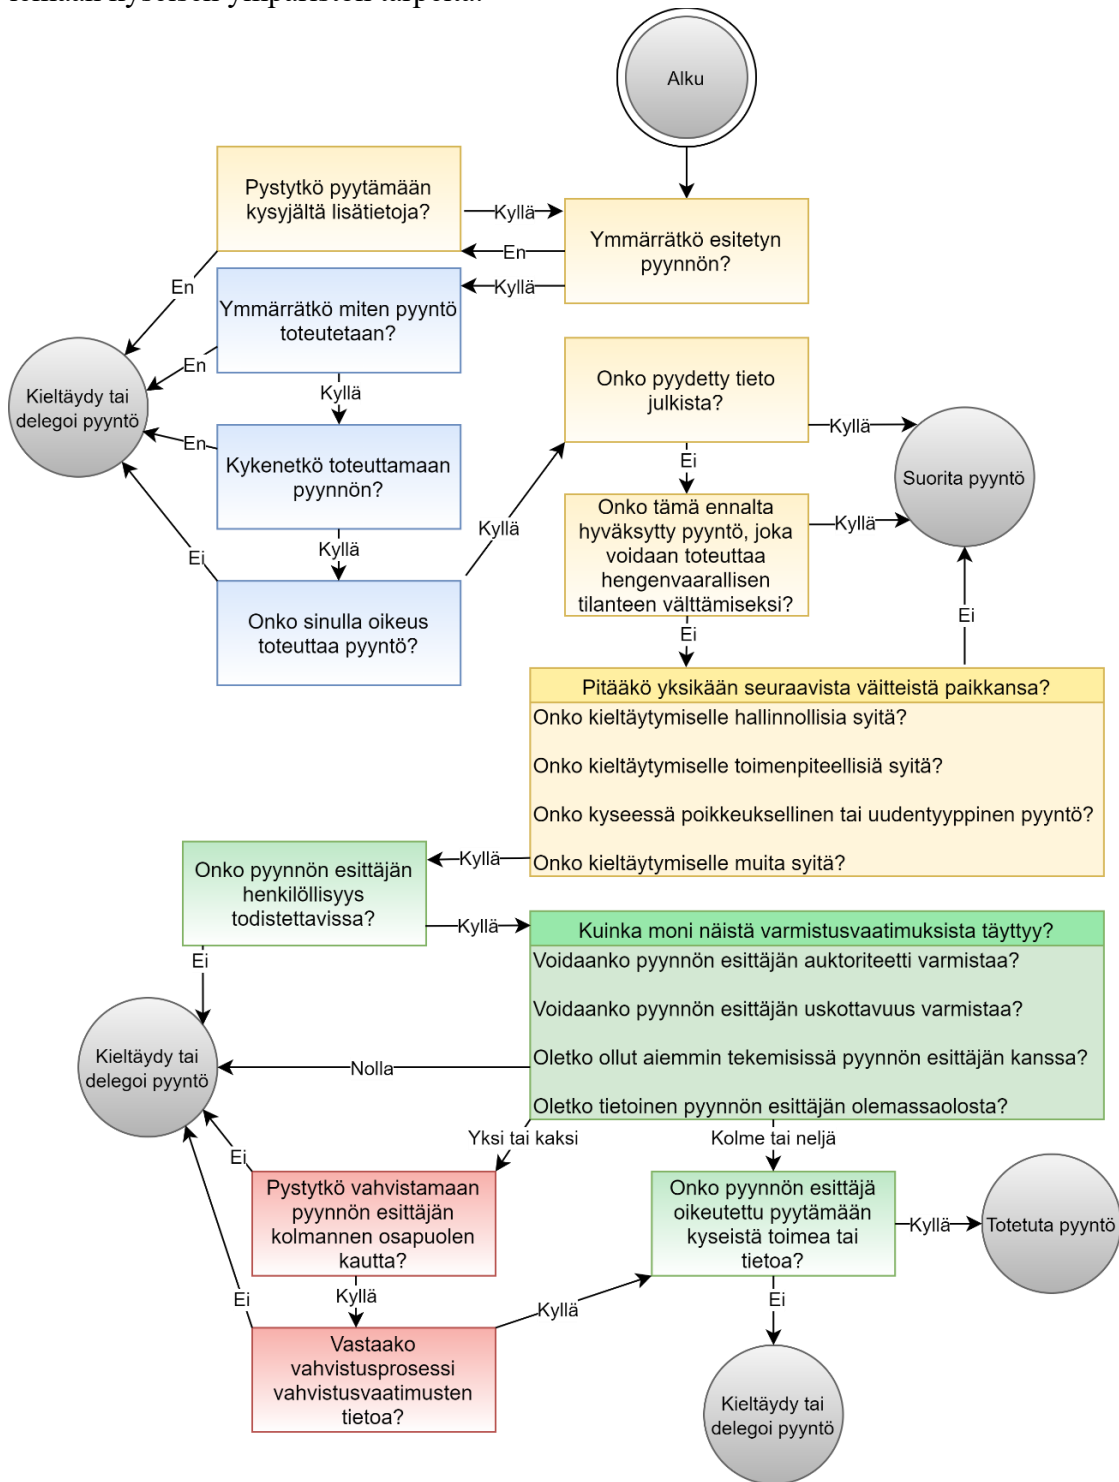 Alku
Pystytkö pyytämään
kysyjältä lisätietoja?
Kyllä
Ymmärrätkö esitetyn
pyynnön?
En
Kyllä
En
Ymmärrätkö miten pyyntö
toteutetaan?
En
Kieltäydy tai
delegoi pyyntö
Kyllä
Onko pyydetty tieto
julkista?
Kyllä
En
Kykenetkö toteuttamaan
pyynnön?
Ei
Suorita pyyntö
Onko tämä ennalta
hyväksytty pyyntö, joka
voidaan toteuttaa
hengenvaarallisen
tilanteen välttämiseksi?
Kyllä
Kyllä
Kyllä
Ei
Onko sinulla oikeus
toteuttaa pyyntö?
Ei
Ei
Pitääkö yksikään seuraavista väitteistä paikkansa?
Onko kieltäytymiselle hallinnollisia syitä?
Onko kieltäytymiselle toimenpiteellisiä syitä?
Onko kyseessä poikkeuksellinen tai uudentyyppinen pyyntö?
Onko kieltäytymiselle muita syitä?
Kyllä
Onko pyynnön esittäjän
henkilöllisyys
todistettavissa?
Kyllä
Ei
Kuinka moni näistä varmistusvaatimuksista täyttyy?
Voidaanko pyynnön esittäjän auktoriteetti varmistaa?
Voidaanko pyynnön esittäjän uskottavuus varmistaa?
Oletko ollut aiemmin tekemisissä pyynnön esittäjän kanssa?
Oletko tietoinen pyynnön esittäjän olemassaolosta?
Nolla
Kieltäydy tai
delegoi pyyntö
Yksi tai kaksi
Kolme tai neljä
Ei
Pystytkö vahvistamaan
pyynnön esittäjän
kolmannen osapuolen
kautta?
Onko pyynnön esittäjä
oikeutettu pyytämään
kyseistä toimea tai
tietoa?
Kyllä
Totetuta pyyntö
Ei
Kyllä
Kyllä
Ei
Vastaako
vahvistusprosessi
vahvistusvaatimusten
tietoa?
Kieltäydy tai
delegoi pyyntö